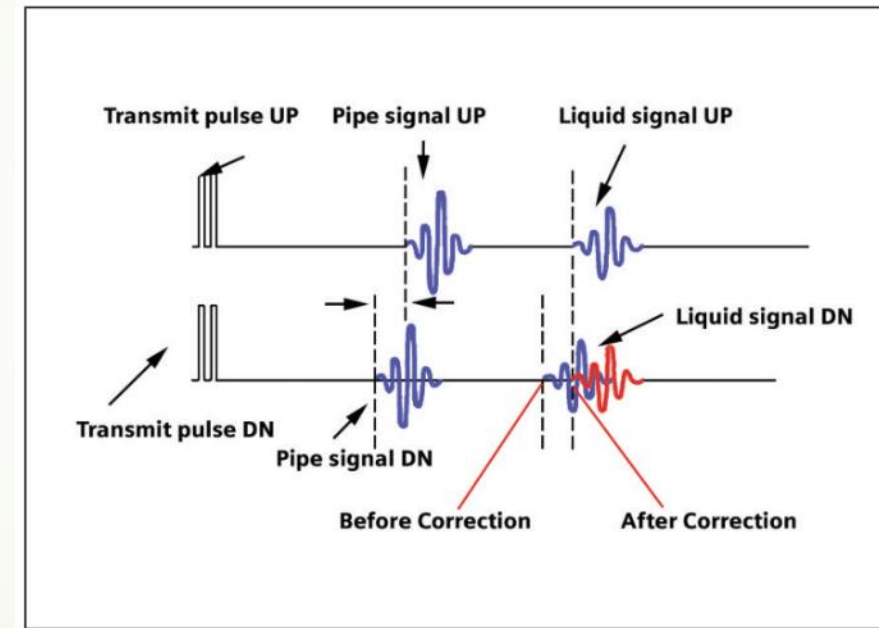 Transmit pulse UP
Pipe signal UP
Liquid signal UP
Liquid signal DN
Transmit pulse DN
Pipe signal DN
Before Correction
After Correction